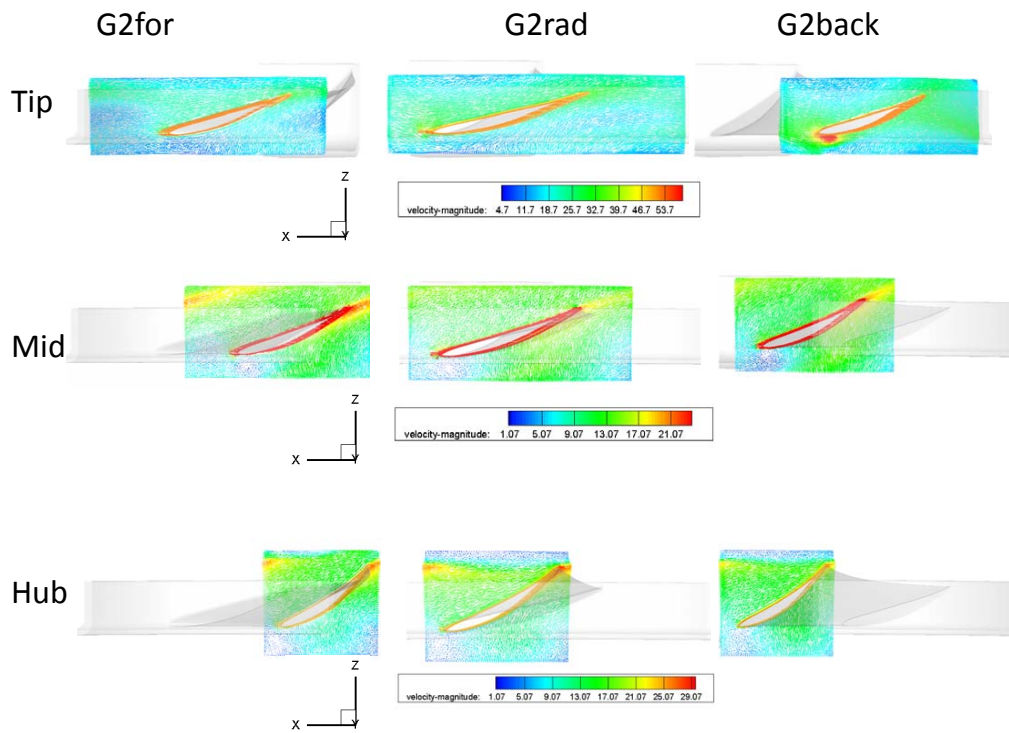 G2for G2rad G2back
Tip
Z
X Y
velocity-magnitude: 4.7 11.7 18.7 25.7 32.7 39.7 46.7 53.7
Mid
Z
X Y
velocity-magnitude: 1.07 5.07 9.07 13.07 17.07 21.07
Hub
Z
X Y
velocity-magnitude: 1.07 5.07 9.07 13.07 17.07 21.07 25.07 29.07